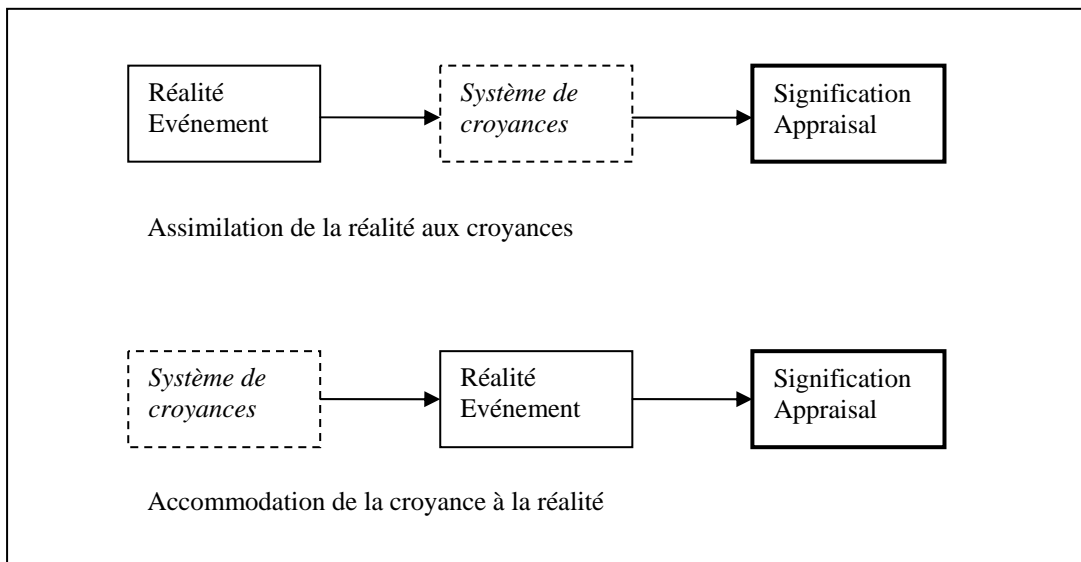 Réalité
Evénement
Système de
croyances
Signification
Appraisal
Assimilation de la réalité aux croyances
Système de
croyances
Réalité
Evénement
Signification
Appraisal
Accommodation de la croyance à la réalité